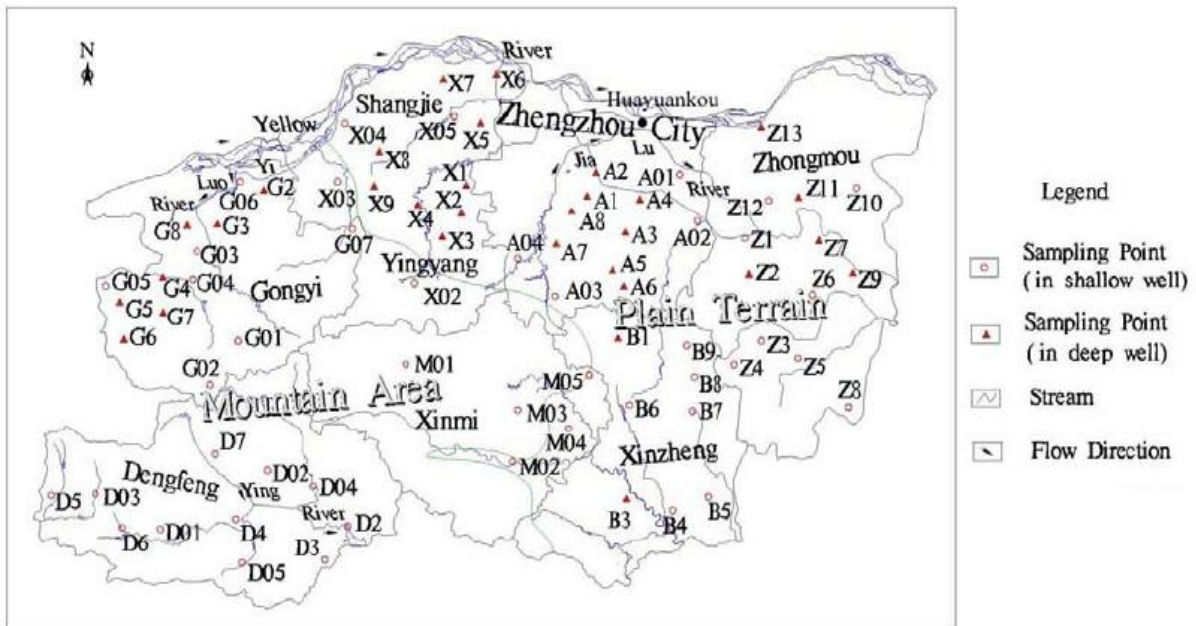 N
River
X7
X6
Shangjie
Huayuankou
Zhengzhou City
Yellow
X04
X05
X5
Z13
X8
Lu
Zhongmou
Yi
Jia
A2
A01
X1
Luo
G2
G06
X03
X9
X2
A1
A4
River
Z11
Z10
River
X4
A8
Z12
G8
G3
G07
X3
A3
A02
Z1
Z7
G03
A04
A7
Yingyang
G05
G4
G04
Gongyi
A5
Z2
Z9
G5
G7
X02
A03
A6
Z6
Plain Terrain
G6
G01
B1
B9
Z3
G02
M01
M05
Z4
Z5
B8
Mountain Area
Xinmi
M03
B6
B7
Z8
M04
D7
Xinzheng
M02
Dengfeng
D02
D5
D03
Ying
D04
River
B3
B4
B5
D6
D01
D4
D2
D3
D05
Legend
Sampling Point
(in shallow well)
Sampling Point
(in deep well)
Stream
Flow Direction